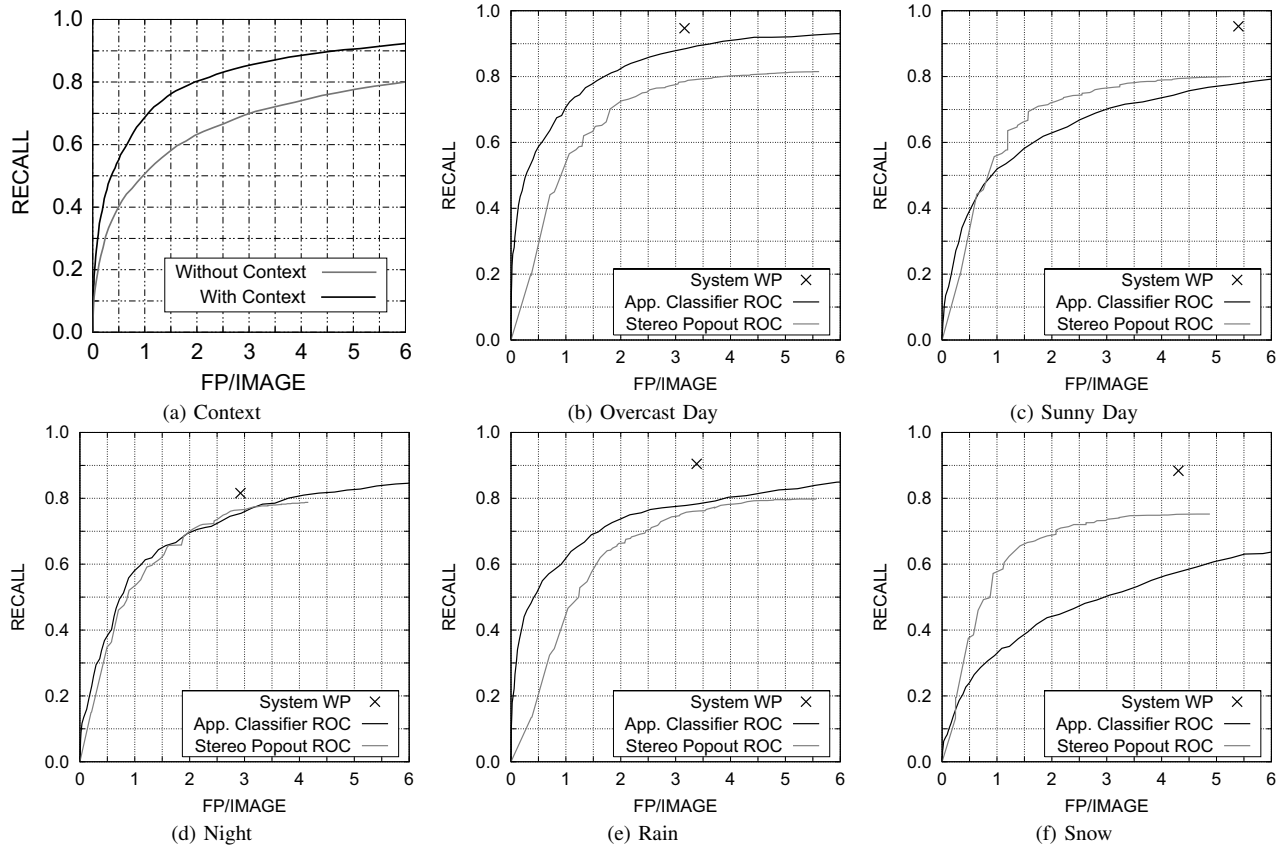 1.0
0.8
0.6
0.4
0.2
0.0
RECALL
Without Context
With Context
0 1 2 3 4 5 6
FP/IMAGE
(a) Context
1.0
0.8
0.6
0.4
0.2
0.0
RECALL
System WP
App. Classifier ROC
Stereo Popout ROC
0 1 2 3 4 5 6
FP/IMAGE
(b) Overcast Day
1.0
0.8
0.6
0.4
0.2
0.0
RECALL
System WP
App. Classifier ROC
Stereo Popout ROC
0 1 2 3 4 5 6
FP/IMAGE
(c) Sunny Day
1.0
0.8
0.6
0.4
0.2
0.0
RECALL
System WP
App. Classifier ROC
Stereo Popout ROC
0 1 2 3 4 5 6
FP/IMAGE
(d) Night
1.0
0.8
0.6
0.4
0.2
0.0
RECALL
System WP
App. Classifier ROC
Stereo Popout ROC
0 1 2 3 4 5 6
FP/IMAGE
(e) Rain
1.0
0.8
0.6
0.4
0.2
0.0
RECALL
System WP
App. Classifier ROC
Stereo Popout ROC
0 1 2 3 4 5 6
FP/IMAGE
(f) Snow